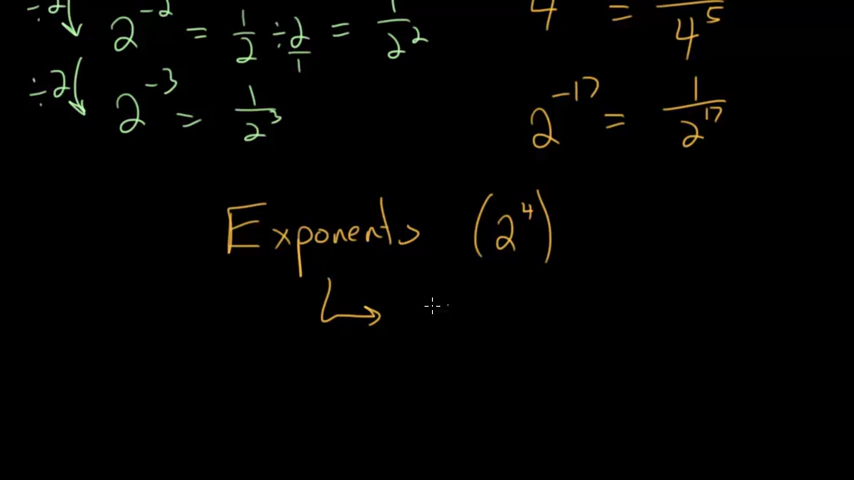 ÷2 2^-2 = 1/2 ÷ 2/1 = 1/2^2
÷2 2^-3 = 1/2^3
4 = 1/4^5
2^-17 = 1/2^17
Exponents (2^4)